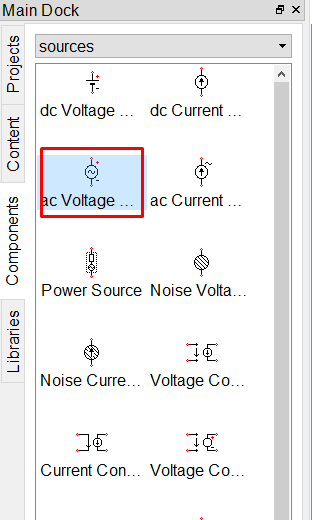 Main Dock
Projects
Content
Components
Libraries
sources
dc Voltage ...
dc Current ...
ac Voltage ...
ac Current ...
Power Source
Noise Volta...
Noise Curre...
Voltage Co...
Current Con...
Voltage Co...